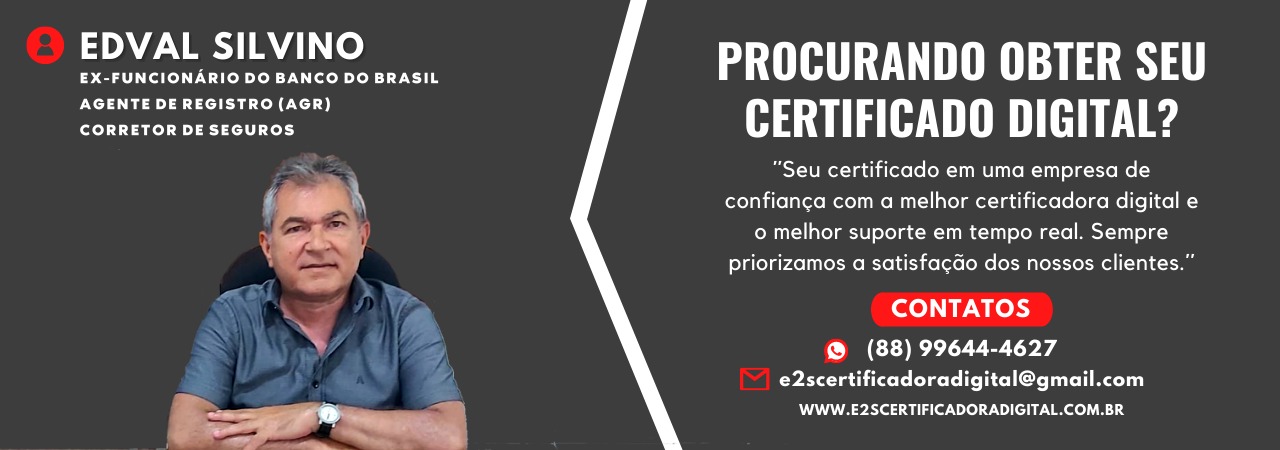 EDVAL SILVINO
EX-FUNCIONÁRIO DO BANCO DO BRASIL
AGENTE DE REGISTRO (AGR)
CORRETOR DE SEGUROS
PROCURANDO OBTER SEU
CERTIFICADO DIGITAL?
"Seu certificado em uma empresa de
confiança com a melhor certificadora digital e
o melhor suporte em tempo real. Sempre
priorizamos a satisfação dos nossos clientes."
CONTATOS
(88) 99644-4627
e2scertificadoradigital@gmail.com
WWW.E2SCERTIFICADORADIGITAL.COM.BR